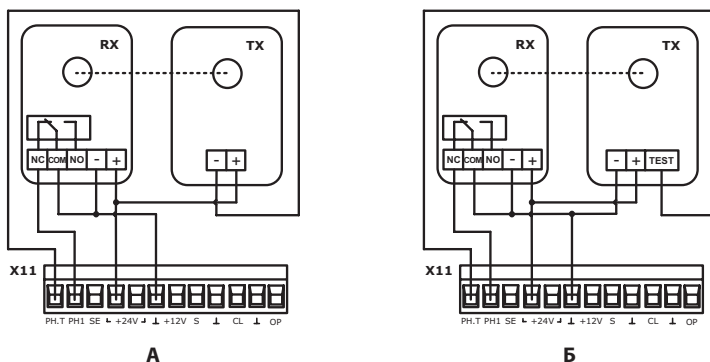 RX TX RX TX
NC COM NO - + - + NC COM NO - + - + TEST
X11 X11
PH.T PH1 SE +24V ⊥ +12V S ⊥ CL ⊥ OP PH.T PH1 SE +24V ⊥ +12V S ⊥ CL ⊥ OP
А Б